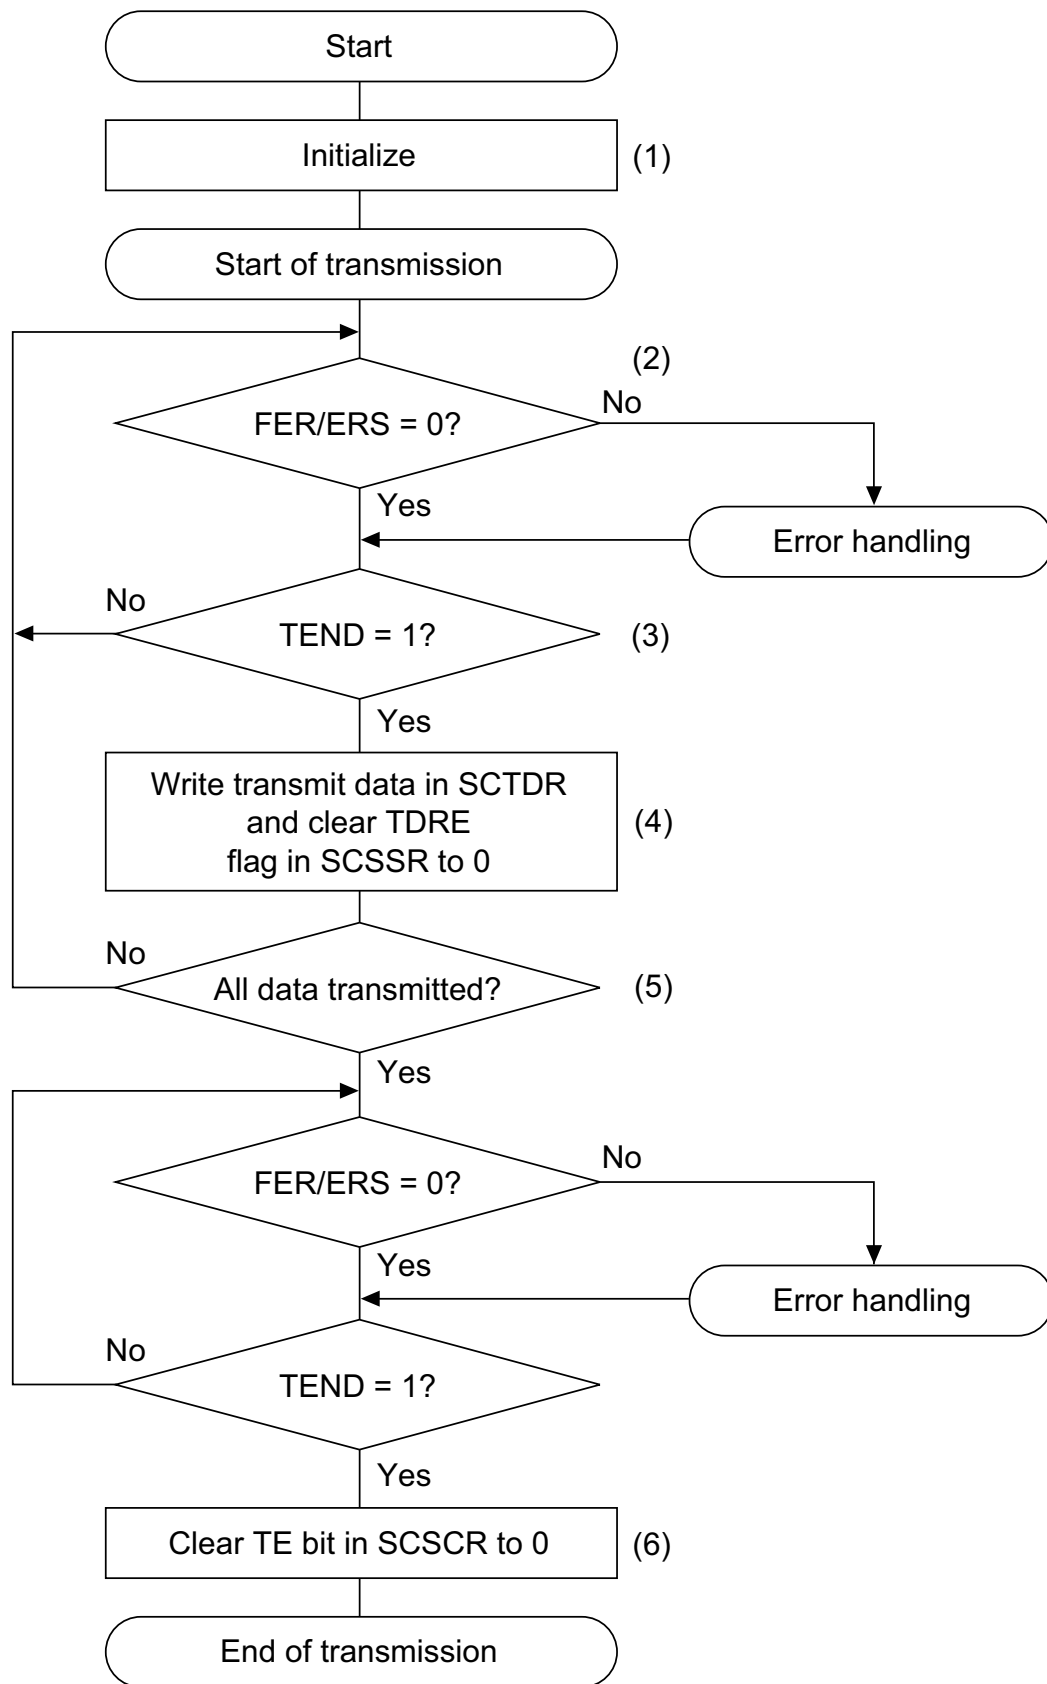 Start
Initialize
(1)
Start of transmission
(2)
FER/ERS = 0?
No
Yes
Error handling
No
TEND = 1?
(3)
Yes
Write transmit data in SCTDR
and clear TDRE
flag in SCSSR to 0
(4)
No
All data transmitted?
(5)
Yes
FER/ERS = 0?
No
Yes
Error handling
No
TEND = 1?
Yes
Clear TE bit in SCSCR to 0
(6)
End of transmission